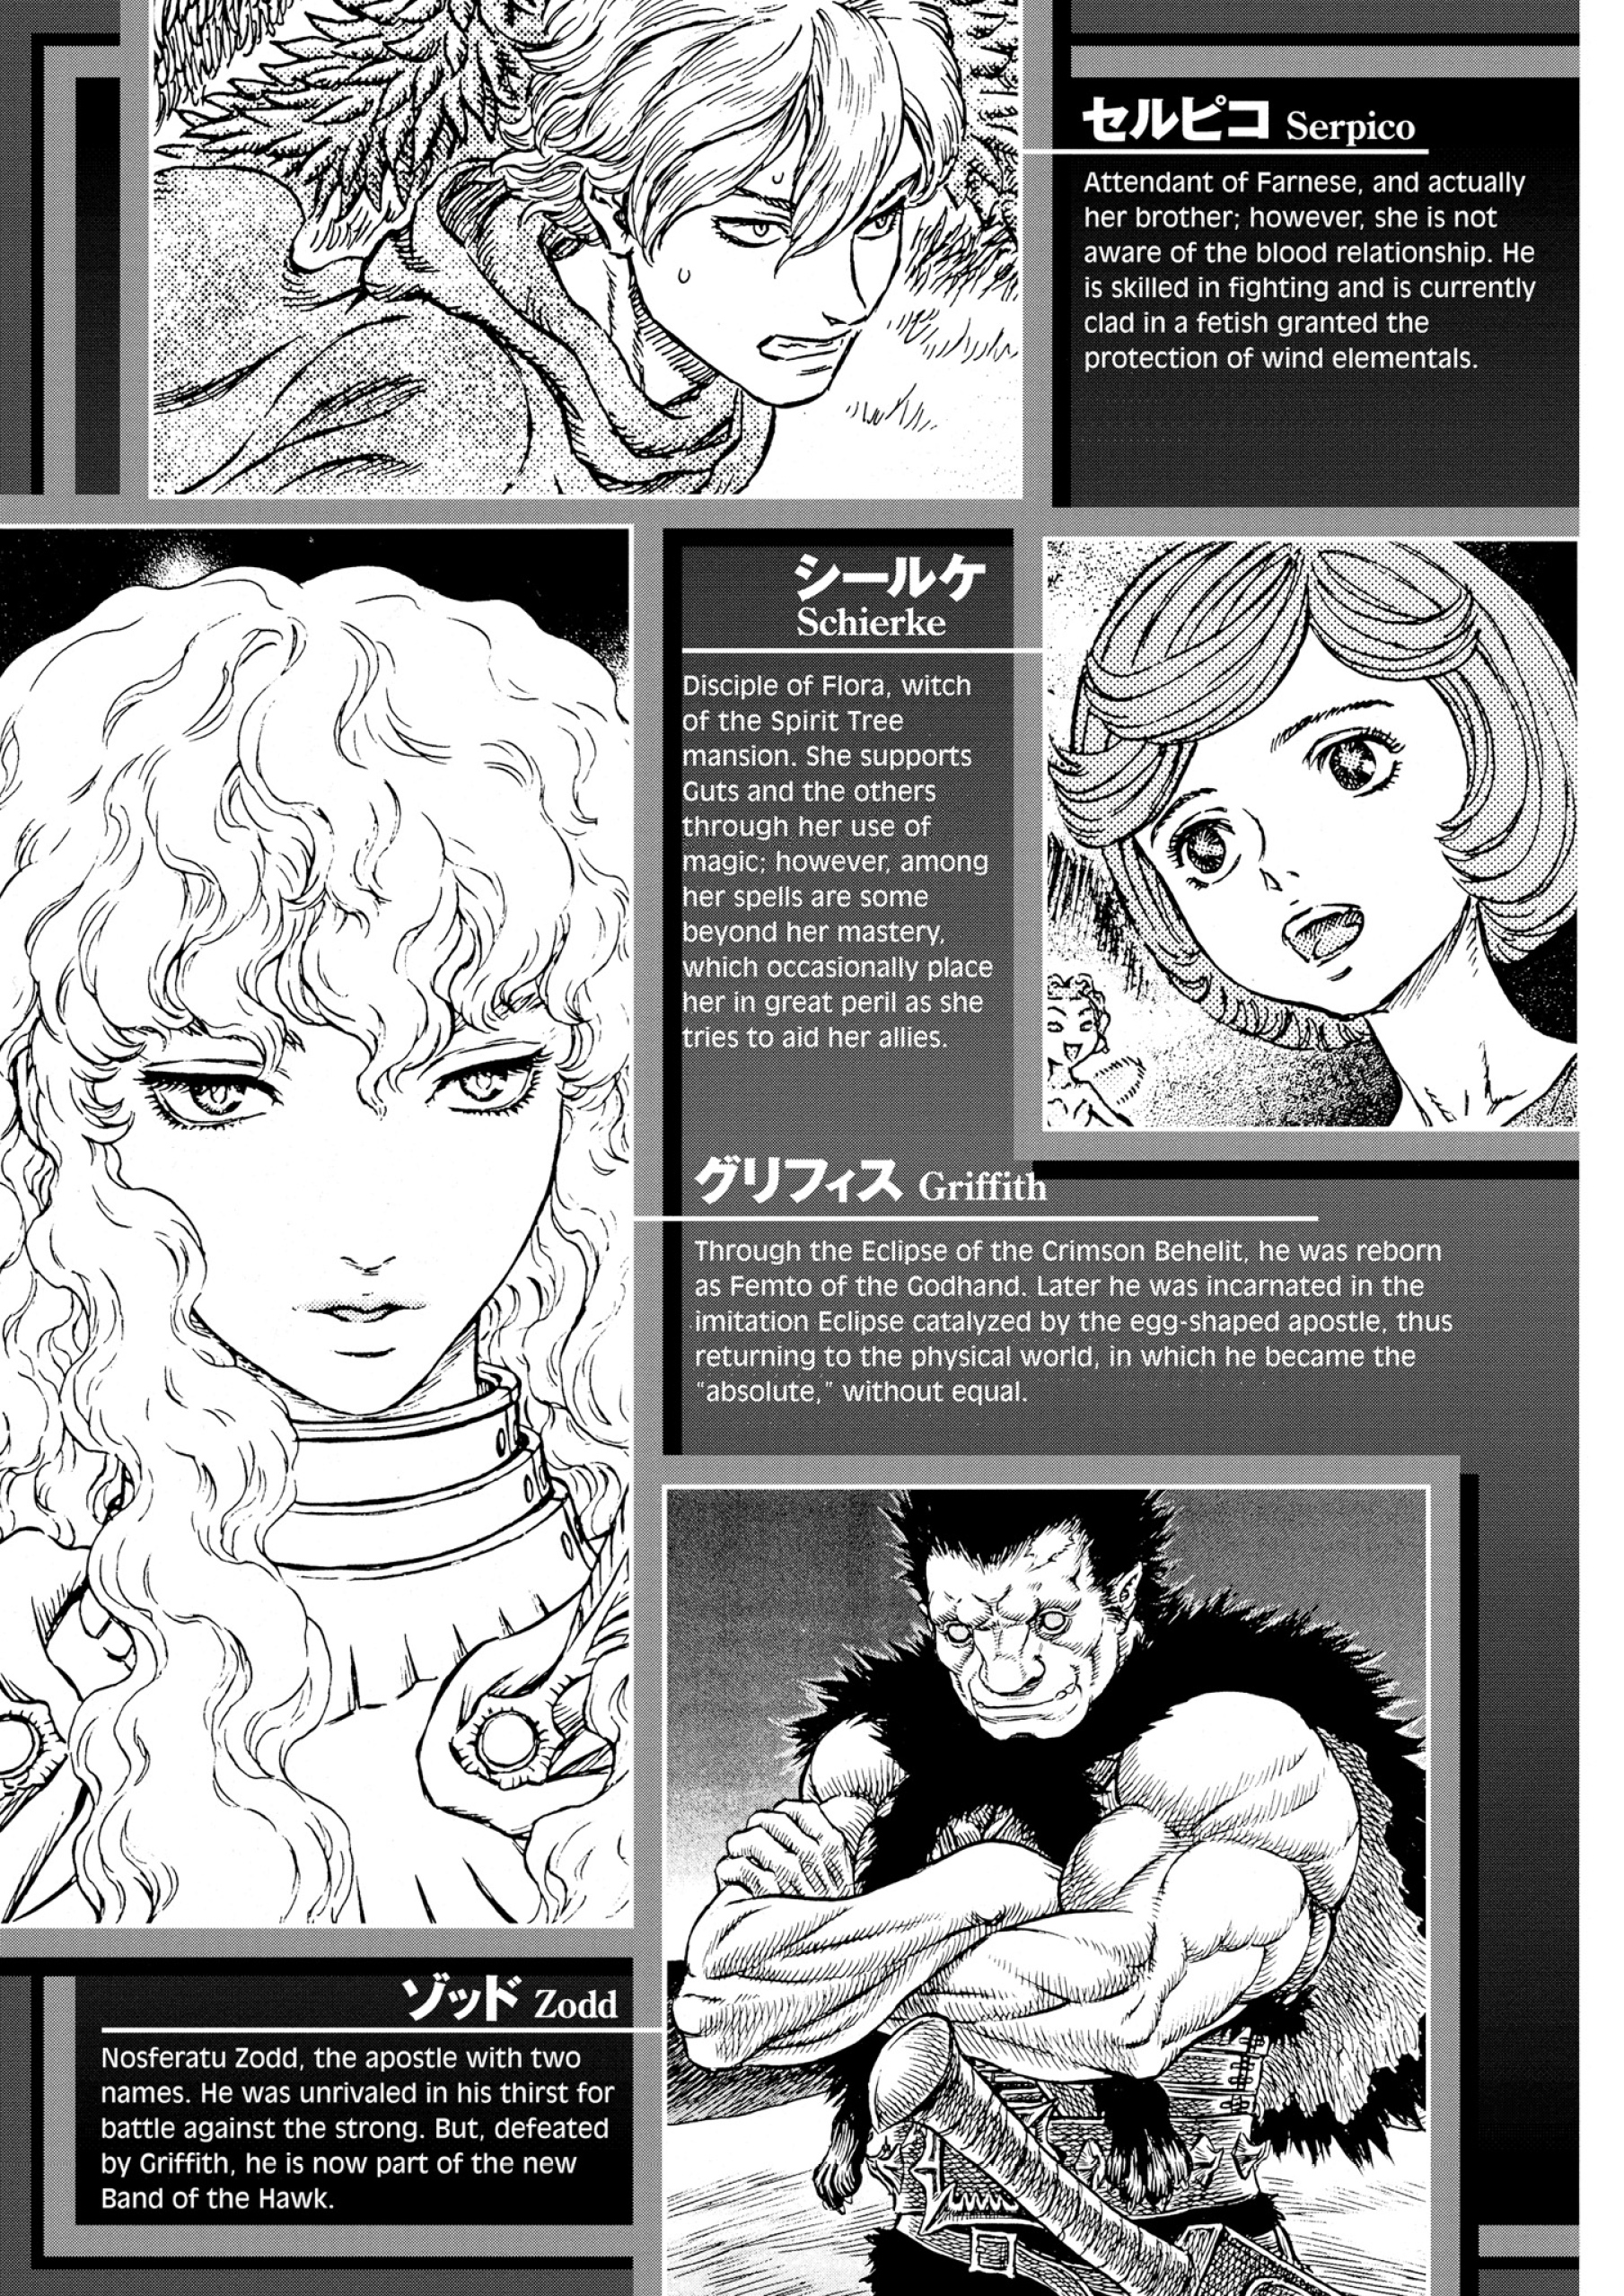 セルピコ Serpico
Attendant of Farnese, and actually
her brother; however, she is not
aware of the blood relationship. He
is skilled in fighting and is currently
clad in a fetish granted the
protection of wind elementals.
シールケ
Schierke
Disciple of Flora, witch
of the Spirit Tree
mansion. She supports
Guts and the others
through her use of
magic; however, among
her spells are some
beyond her mastery,
which occasionally place
her in great peril as she
tries to aid her allies.
グリフィス Griffith
Through the Eclipse of the Crimson Behelit, he was reborn
as Femto of the Godhand. Later he was incarnated in the
imitation Eclipse catalyzed by the egg-shaped apostle, thus
returning to the physical world, in which he became the
“absolute,” without equal.
ゾッド Zodd
Nosferatu Zodd, the apostle with two
names. He was unrivaled in his thirst for
battle against the strong. But, defeated
by Griffith, he is now part of the new
Band of the Hawk.